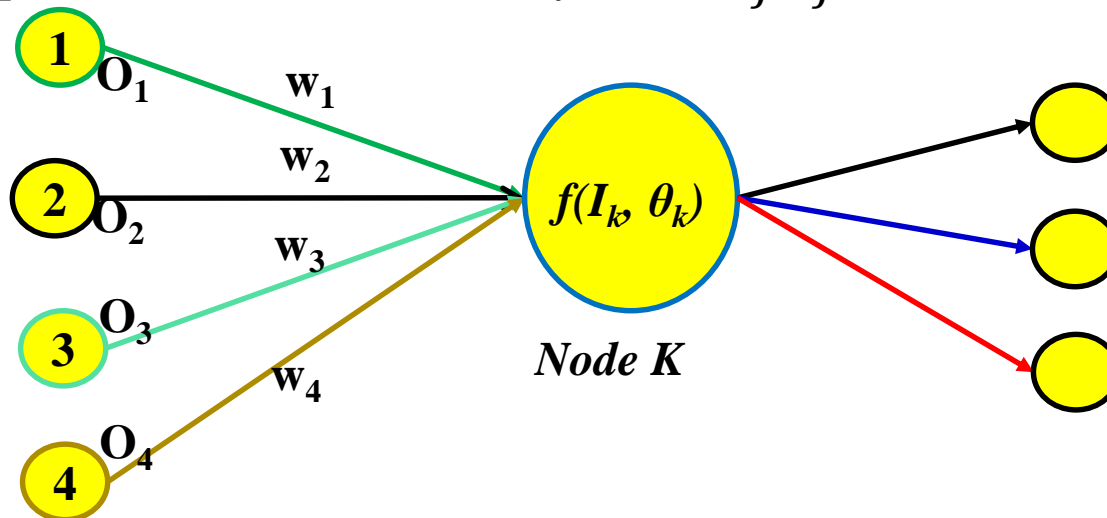 1
O₁
w₁
2
O₂
w₂
3
O₃
w₃
4
O₄
w₄
f(Iₖ, θₖ)
Node K